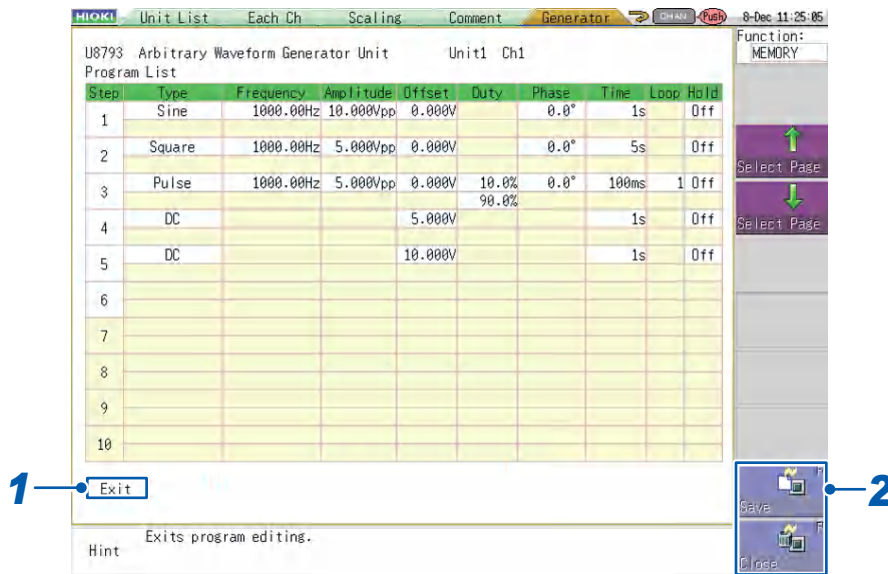 HIOKI Unit List Each Ch Scaling Comment Generator CHAN Push 8-Dec 11:25:05
Function:
MEMORY
U8793 Arbitrary Waveform Generator Unit Unit1 Ch1
Program List
Step Type Frequency Amplitude Offset Duty Phase Time Loop Hold
1 Sine 1000.00Hz 10.000Vpp 0.000V 0.0° 1s Off
2 Square 1000.00Hz 5.000Vpp 0.000V 0.0° 5s Off
3 Pulse 1000.00Hz 5.000Vpp 0.000V 10.0% 0.0° 100ms 1 Off
90.0%
4 DC 5.000V 1s Off
5 DC 10.000V 1s Off
6
7
8
9
10
Select Page
Select Page
1
Exit
2
Save
Close
Hint Exits program editing.